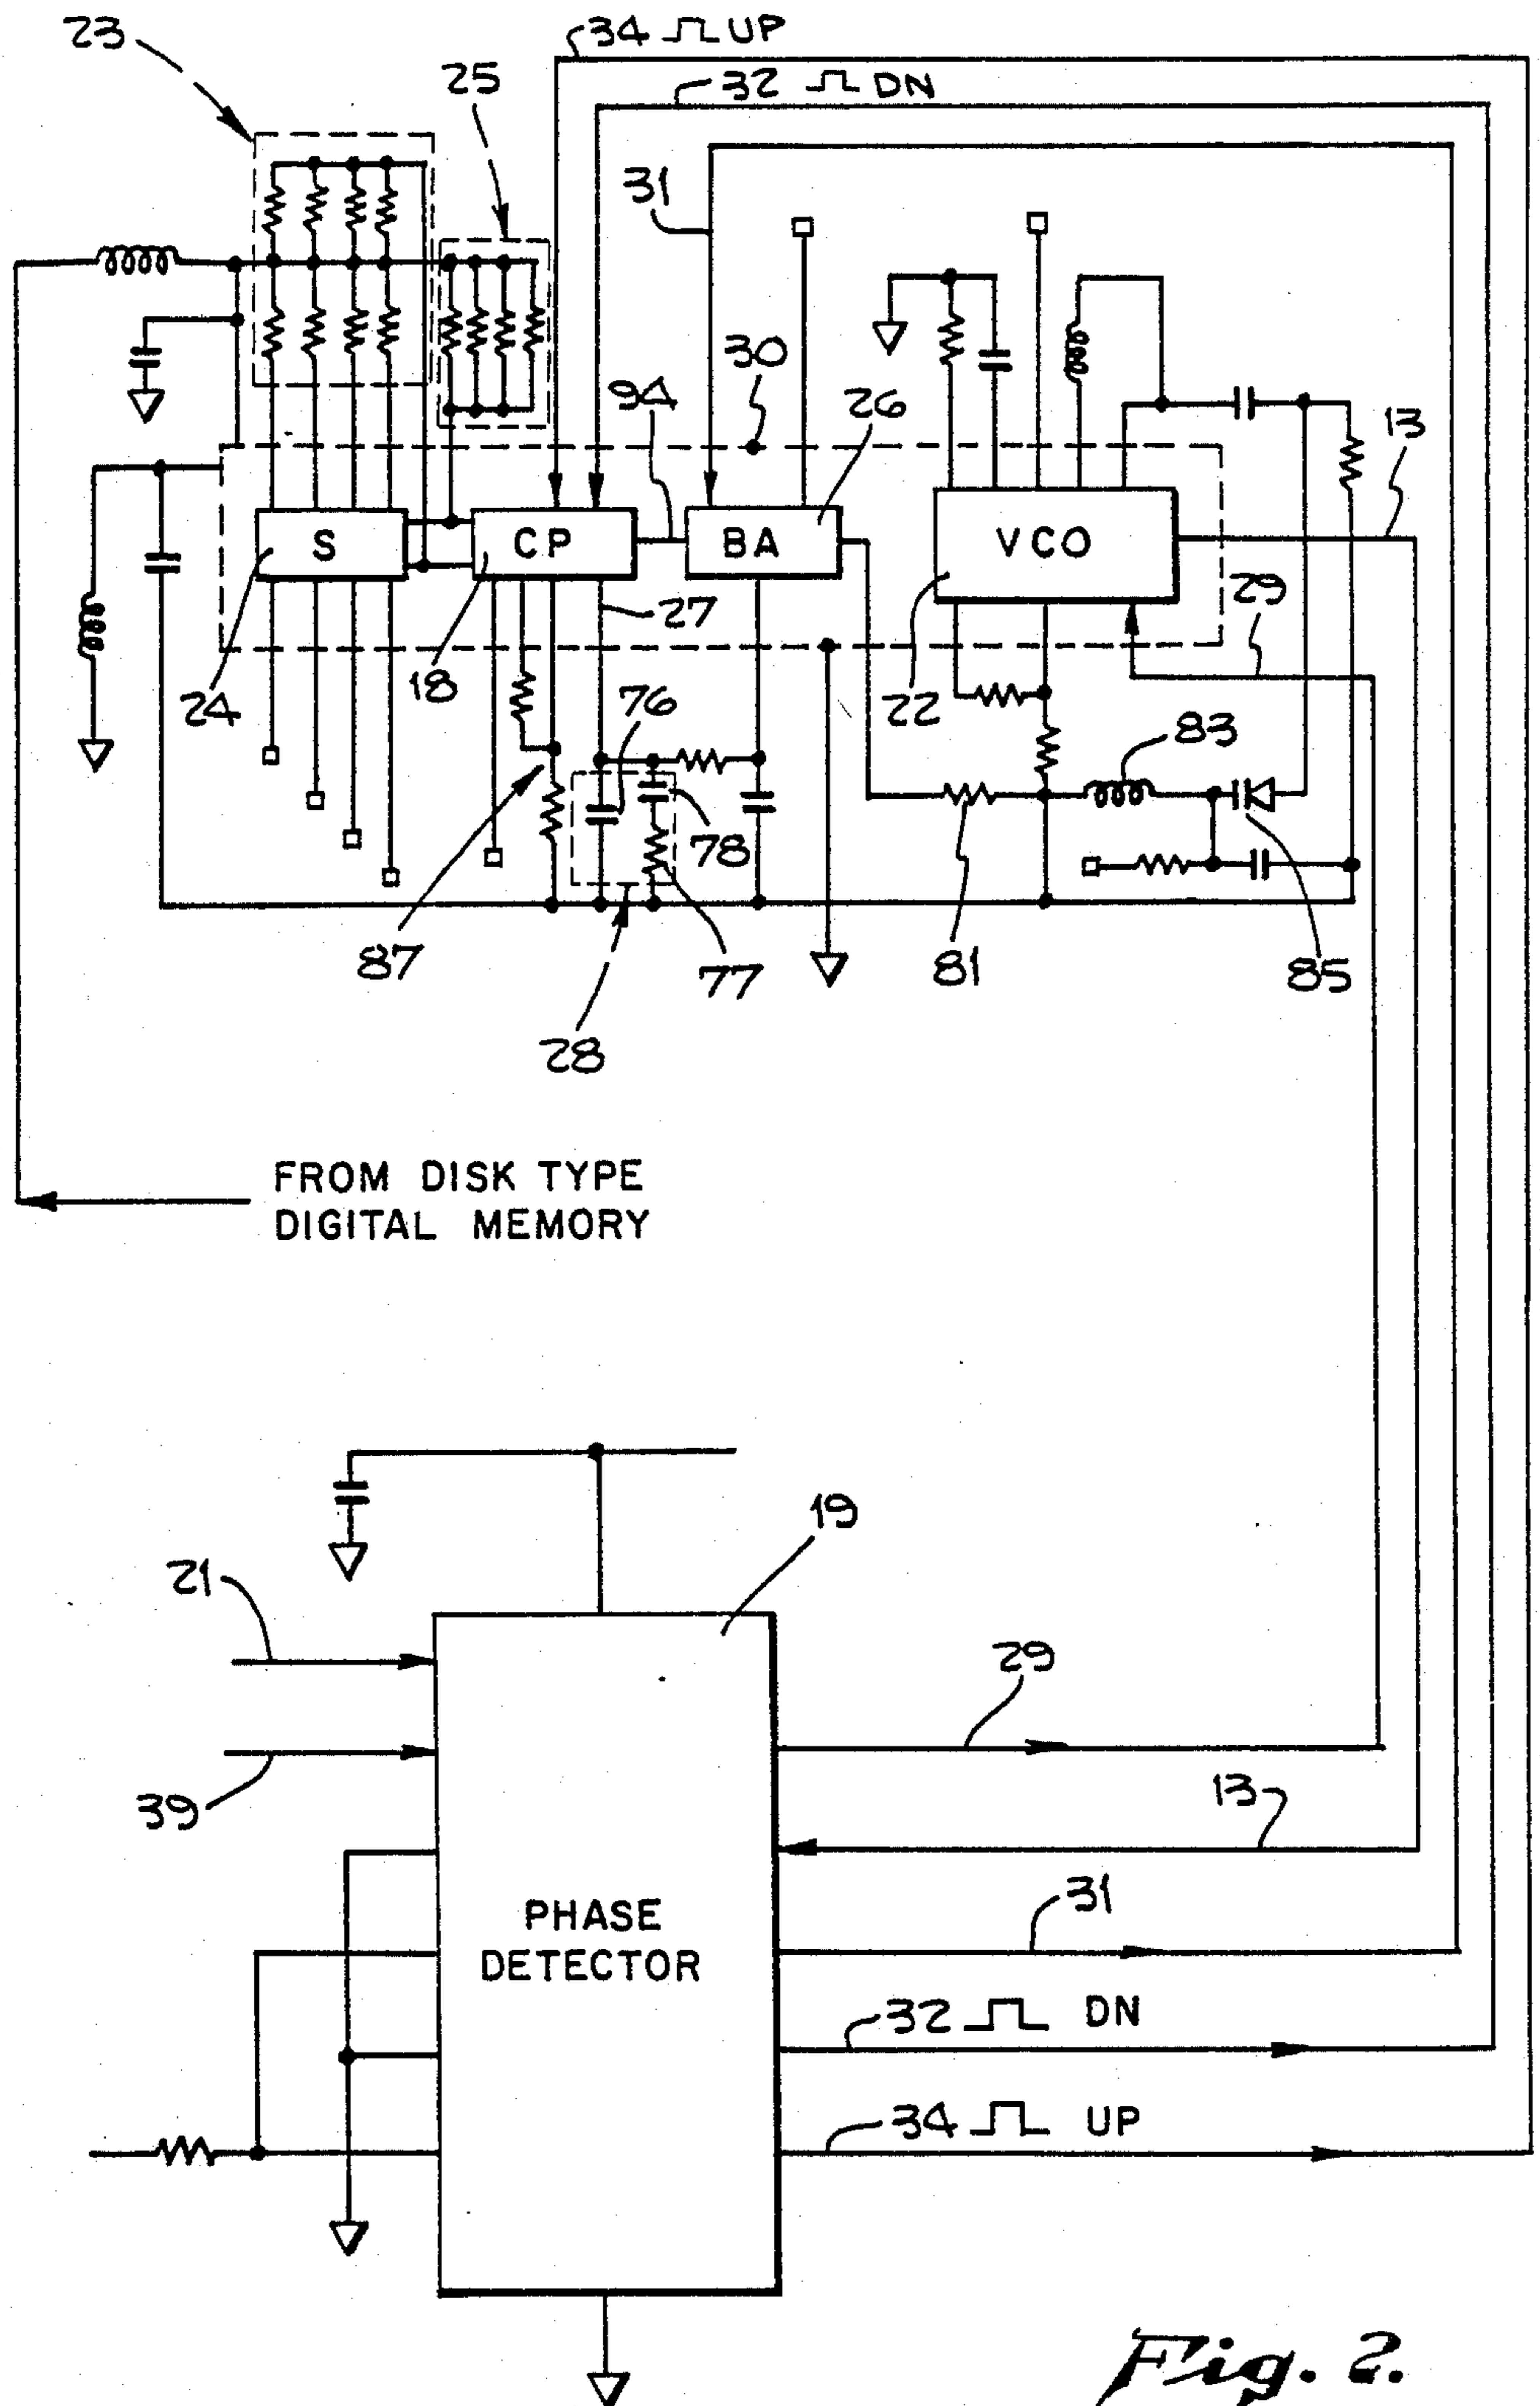 34 UP
23
32 DN
25
31
30
94
26
13
S
CP
BA
VCO
29
27
24
18
76
22
83
78
87
77
81
85
28
FROM DISK TYPE
DIGITAL MEMORY
19
21
29
39
13
31
PHASE
DETECTOR
32 DN
34 UP
Fig. 2.